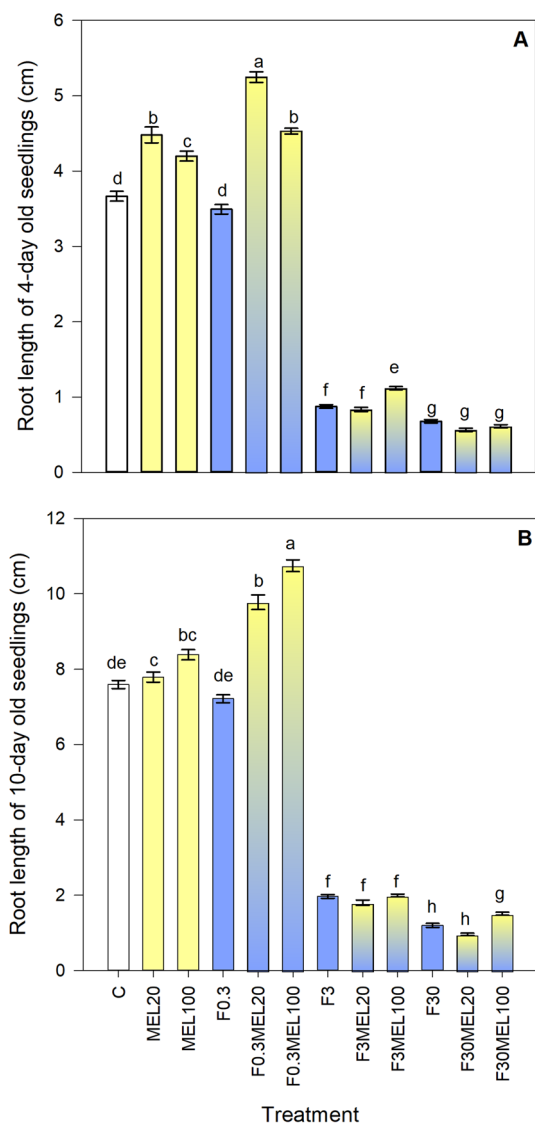 A
Root length of 4-day old seedlings (cm)
6
5
4
3
2
1
0
d
b
c
d
a
b
f
f
e
g
g
g
B
Root length of 10-day old seedlings (cm)
12
10
8
6
4
2
0
de
c
bc
de
b
a
f
f
f
h
h
g
C
MEL20
MEL100
F0.3
F0.3MEL20
F0.3MEL100
F3
F3MEL20
F3MEL100
F30
F30MEL20
F30MEL100
Treatment